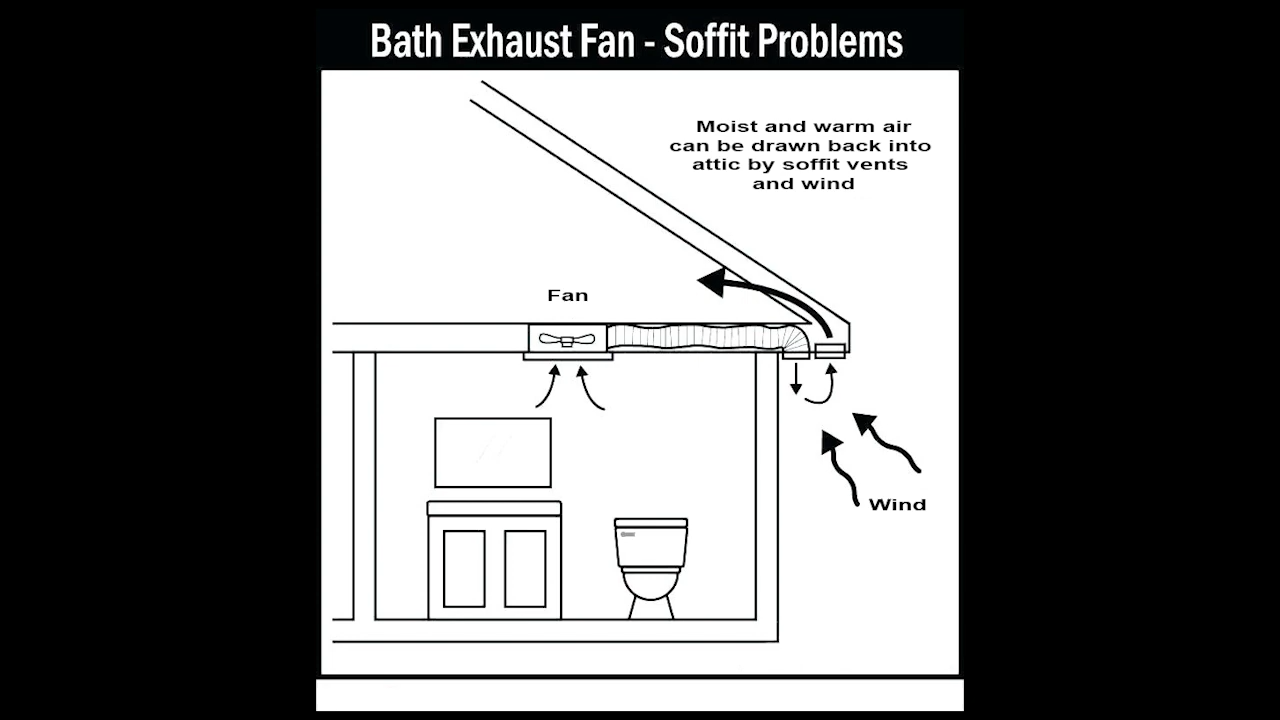 Bath Exhaust Fan - Soffit Problems
Moist and warm air
can be drawn back into
attic by soffit vents
and wind
Fan
Wind